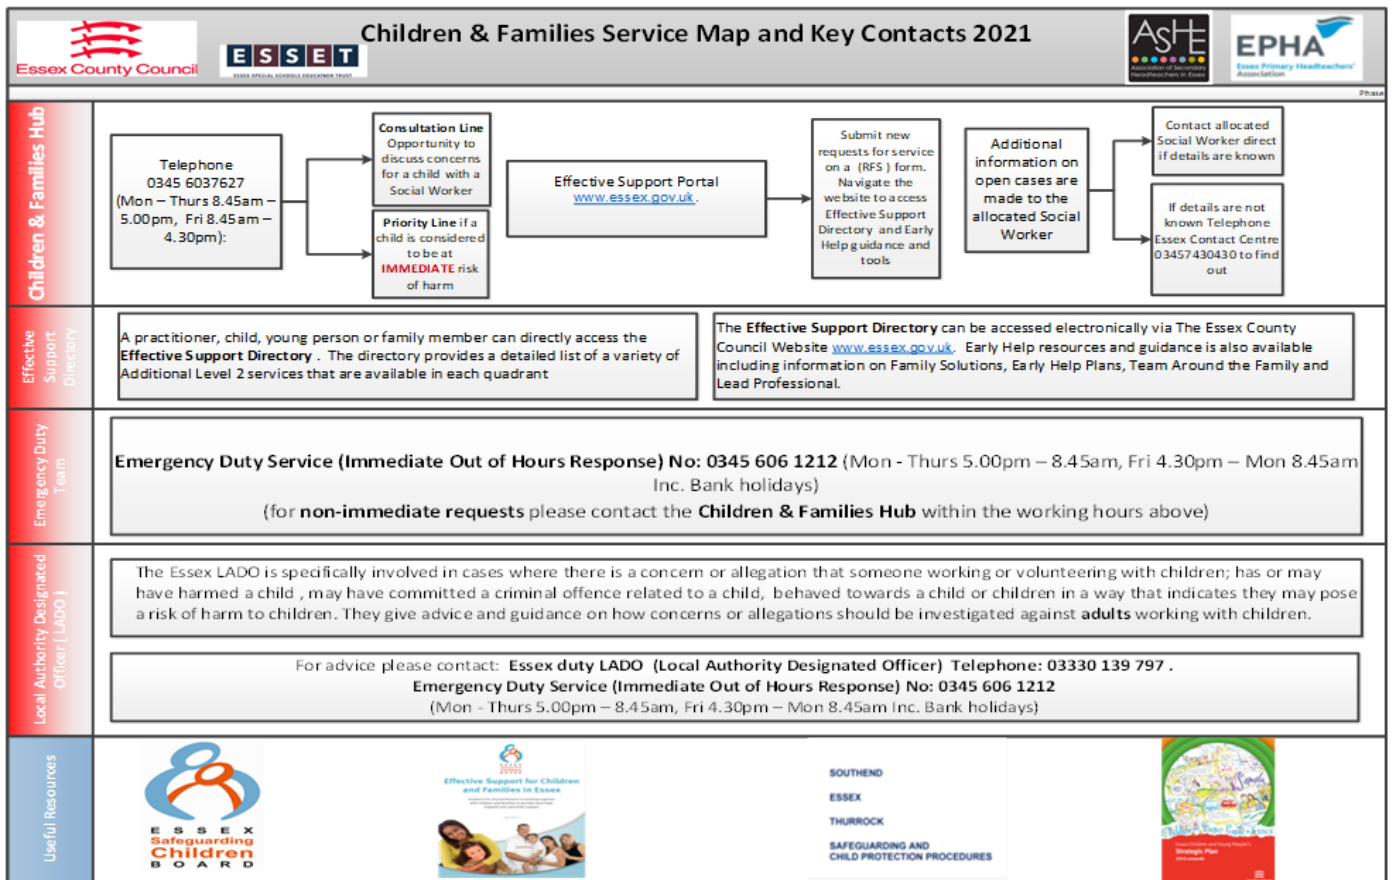 Children & Families Service Map and Key Contacts 2021
Essex County Council
ESSET
ESSEX SPECIAL SCHOOLS EDUCATION TRUST
ASHE
Association of Secondary
Headteachers in Essex
EPHA
Essex Primary Headteachers'
Association
Phase
Children & Families Hub
Telephone
0345 6037627
(Mon – Thurs 8.45am –
5.00pm, Fri 8.45am –
4.30pm):
Consultation Line
Opportunity to
discuss concerns
for a child with a
Social Worker
Priority Line if a
child is considered
to be at
IMMEDIATE risk
of harm
Effective Support Portal
www.essex.gov.uk .
Submit new
requests for service
on a (RFS ) form.
Navigate the
website to access
Effective Support
Directory and Early
Help guidance and
tools
Additional
information on
open cases are
made to the
allocated Social
Worker
Contact allocated
Social Worker direct
if details are known
If details are not
known Telephone
Essex Contact Centre
03457430430 to find
out
Effective
Support
Directory
A practitioner, child, young person or family member can directly access the
Effective Support Directory . The directory provides a detailed list of a variety of
Additional Level 2 services that are available in each quadrant
The Effective Support Directory can be accessed electronically via The Essex County
Council Website www.essex.gov.uk. Early Help resources and guidance is also available
including information on Family Solutions, Early Help Plans, Team Around the Family and
Lead Professional.
Emergency Duty
Team
Emergency Duty Service (Immediate Out of Hours Response) No: 0345 606 1212 (Mon - Thurs 5.00pm – 8.45am, Fri 4.30pm – Mon 8.45am
Inc. Bank holidays)
(for non-immediate requests please contact the Children & Families Hub within the working hours above)
Local Authority Designated
Officer ( LADO )
The Essex LADO is specifically involved in cases where there is a concern or allegation that someone working or volunteering with children; has or may
have harmed a child , may have committed a criminal offence related to a child, behaved towards a child or children in a way that indicates they may pose
a risk of harm to children. They give advice and guidance on how concerns or allegations should be investigated against adults working with children.
For advice please contact: Essex duty LADO (Local Authority Designated Officer) Telephone: 03330 139 797 .
Emergency Duty Service (Immediate Out of Hours Response) No: 0345 606 1212
(Mon - Thurs 5.00pm – 8.45am, Fri 4.30pm – Mon 8.45am Inc. Bank holidays)
Useful Resources
ESSEX
Safeguarding
Children
BOARD
Effective Support for Children
and Families in Essex
SOUTHEND
ESSEX
THURROCK
SAFEGUARDING AND
CHILD PROTECTION PROCEDURES
Essex Children and Young People's
Strategic Plan